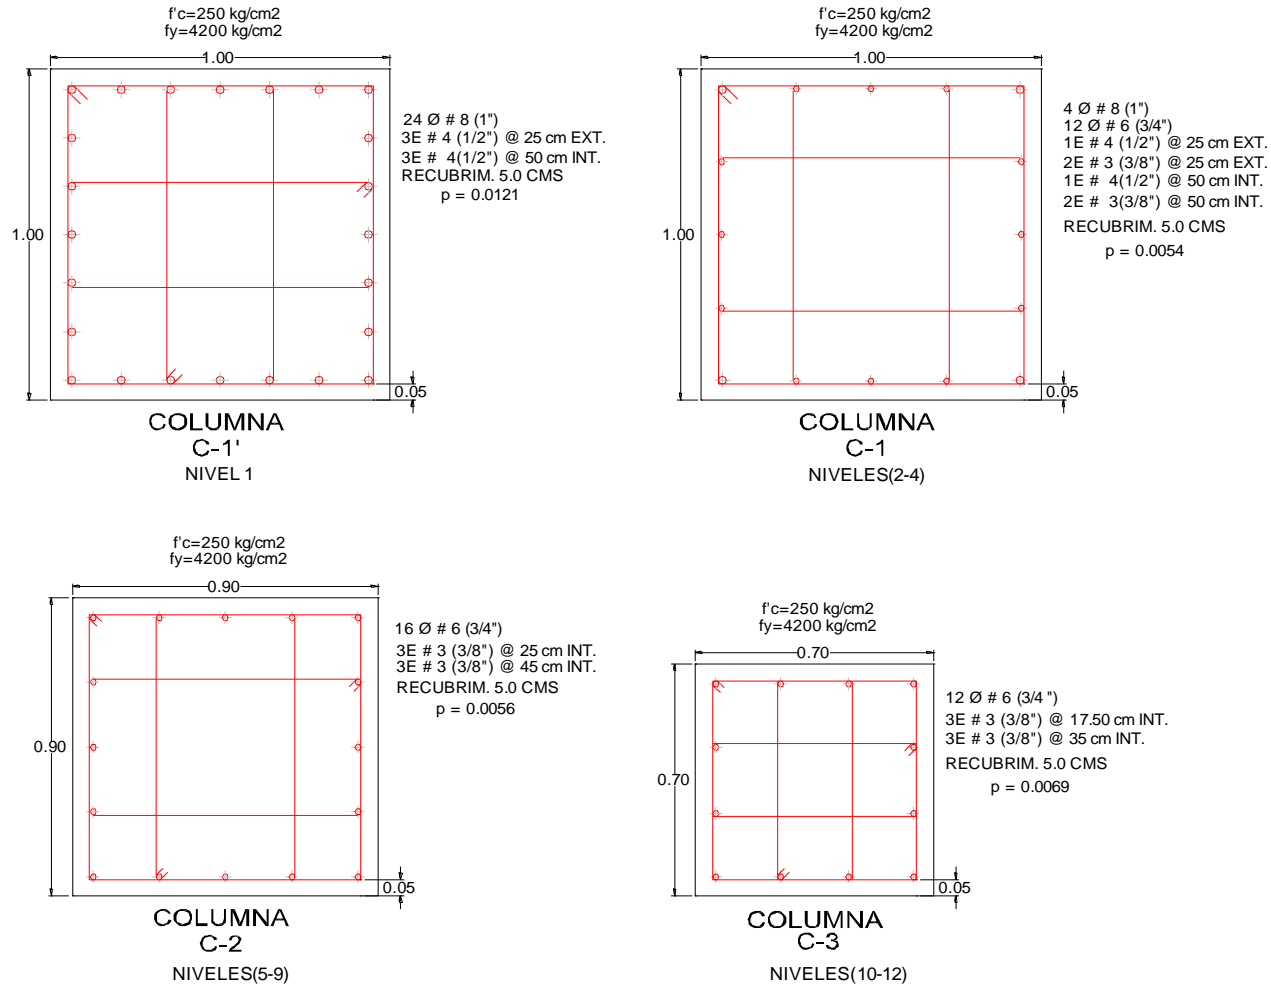 f'c=250 kg/cm2
fy=4200 kg/cm2
1.00
1.00
24 Ø # 8 (1")
3E # 4 (1/2") @ 25 cm EXT.
3E # 4(1/2") @ 50 cm INT.
RECUBRIM. 5.0 CMS
p = 0.0121
0.05
COLUMNA
C-1'
NIVEL 1
f'c=250 kg/cm2
fy=4200 kg/cm2
1.00
1.00
4 Ø # 8 (1")
12 Ø # 6 (3/4")
1E # 4 (1/2") @ 25 cm EXT.
2E # 3 (3/8") @ 25 cm EXT.
1E # 4(1/2") @ 50 cm INT.
2E # 3(3/8") @ 50 cm INT.
RECUBRIM. 5.0 CMS
p = 0.0054
0.05
COLUMNA
C-1
NIVELES(2-4)
f'c=250 kg/cm2
fy=4200 kg/cm2
0.90
0.90
16 Ø # 6 (3/4")
3E # 3 (3/8") @ 25 cm INT.
3E # 3 (3/8") @ 45 cm INT.
RECUBRIM. 5.0 CMS
p = 0.0056
0.05
COLUMNA
C-2
NIVELES(5-9)
f'c=250 kg/cm2
fy=4200 kg/cm2
0.70
0.70
12 Ø # 6 (3/4 ")
3E # 3 (3/8") @ 17.50 cm INT.
3E # 3 (3/8") @ 35 cm INT.
RECUBRIM. 5.0 CMS
p = 0.0069
0.05
COLUMNA
C-3
NIVELES(10-12)